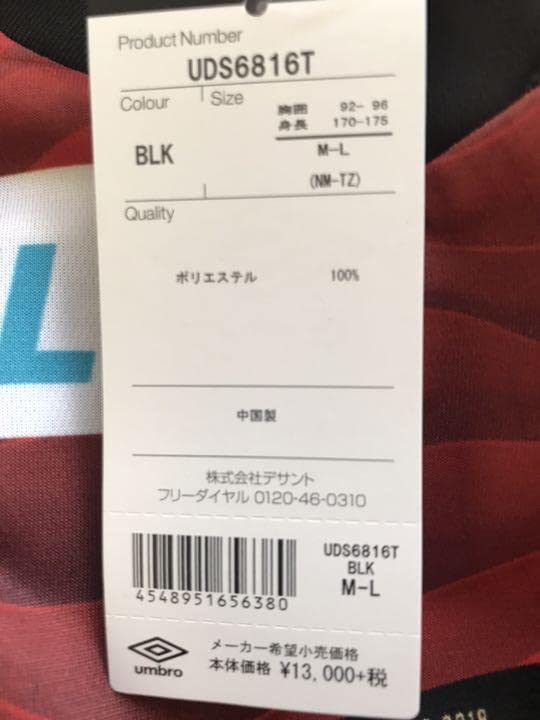 Product Number
UDS6816T
Colour Size
胸囲 92- 96
身長 170-175
BLK
M-L
(NM-TZ)
Quality
ポリエステル 100%
中国製
株式会社デサント
フリーダイヤル 0120-46-0310
UDS6816T
BLK
M-L
4548951656380
umbro
メーカー希望小売価格
本体価格 ¥13,000+税
L